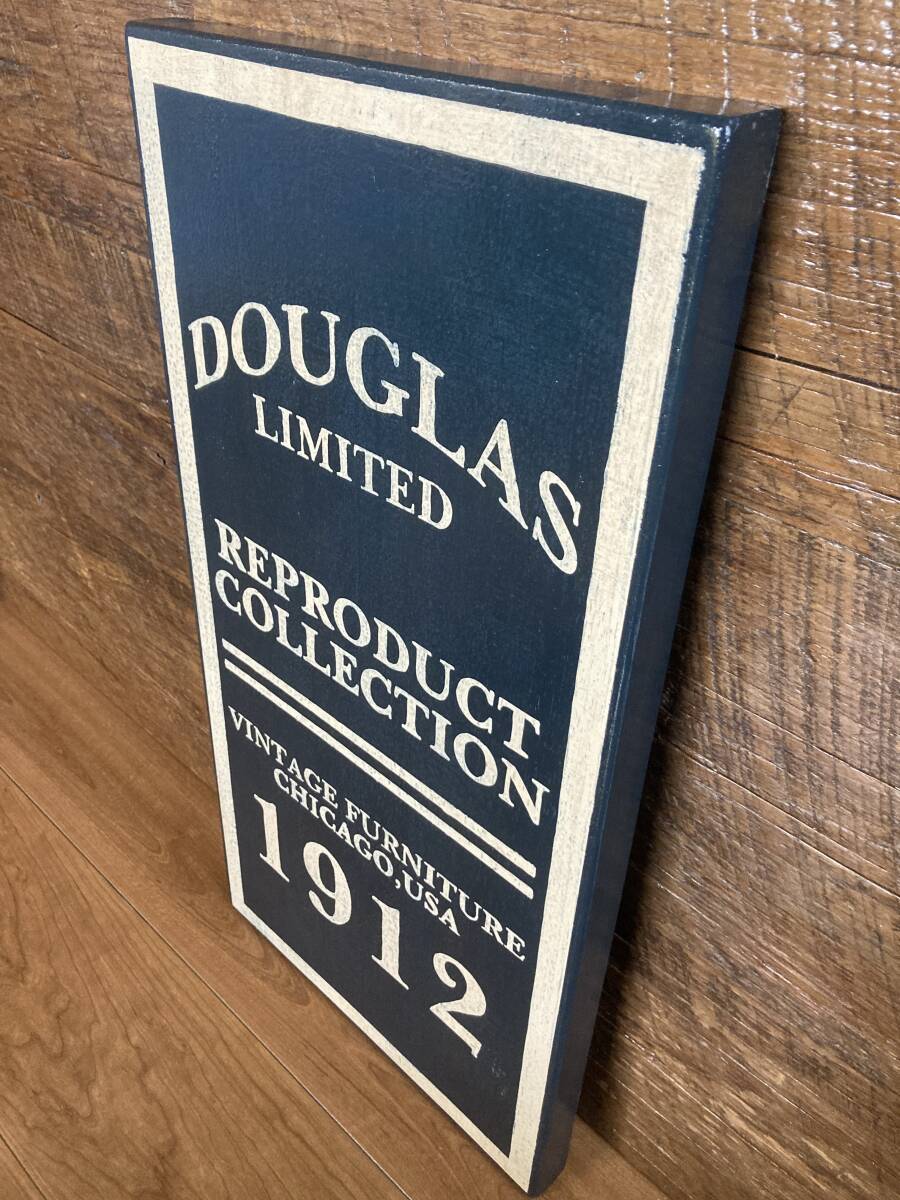 DOUGLAS
LIMITED
REPRODUCT
COLLECTION
VINTAGE FURNITURE
CHICAGO,USA
1912